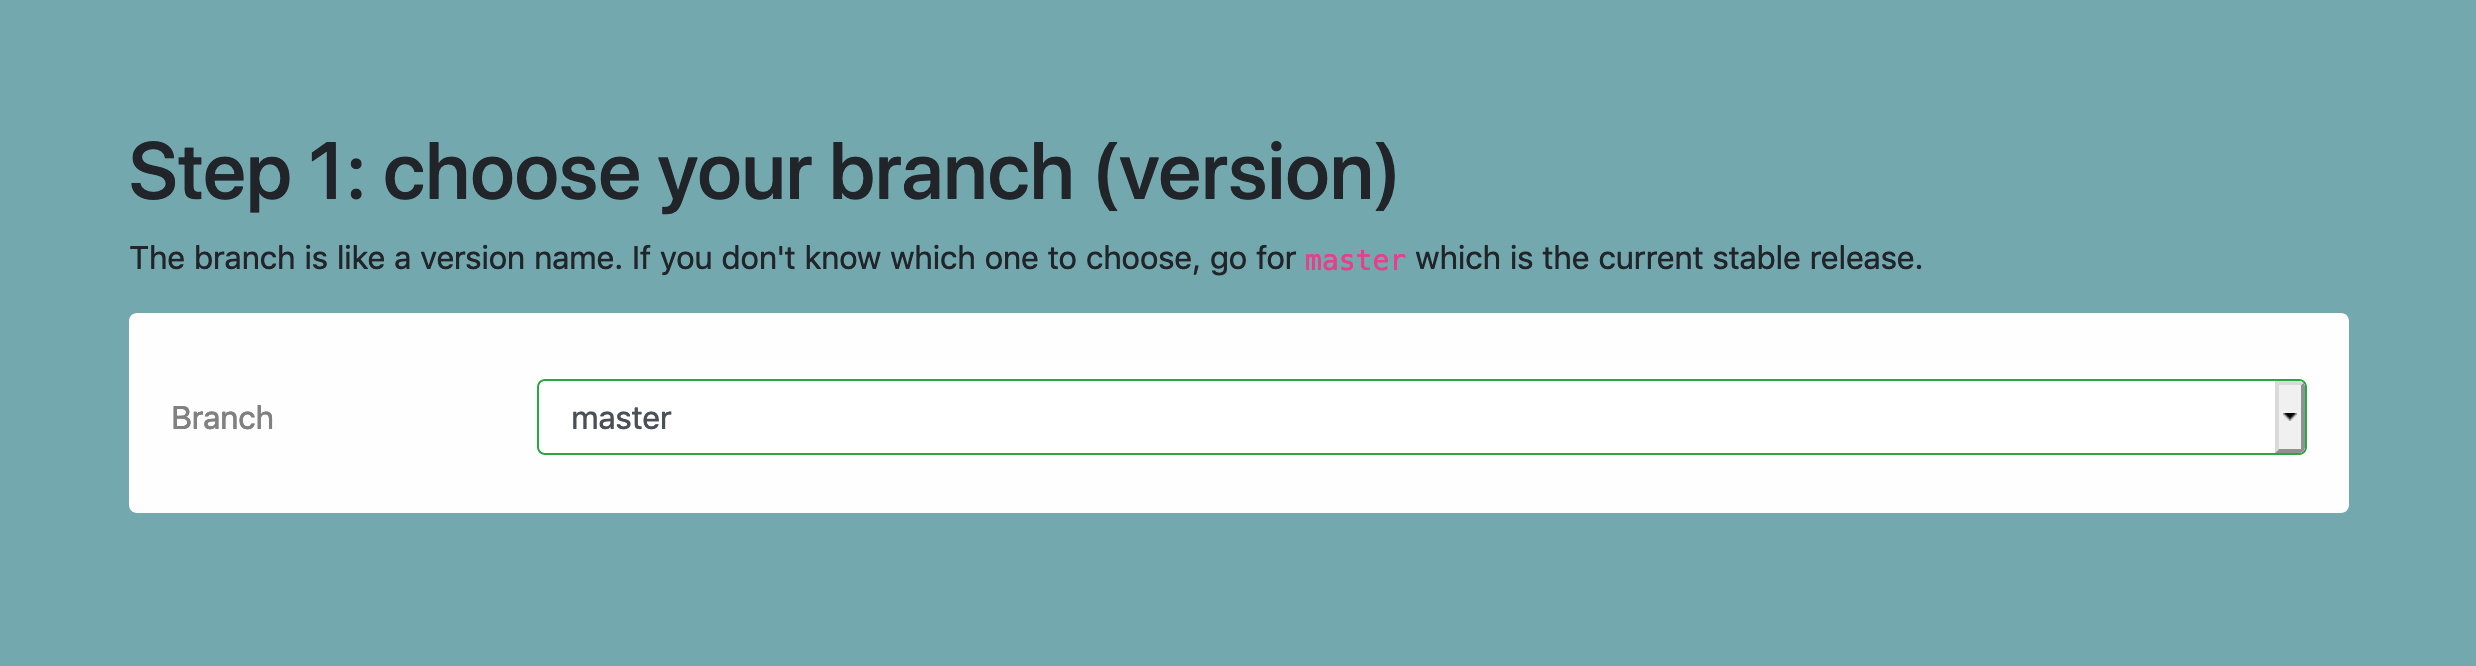 Step 1: choose your branch (version)
The branch is like a version name. If you don't know which one to choose, go for master which is the current stable release.
Branch
master